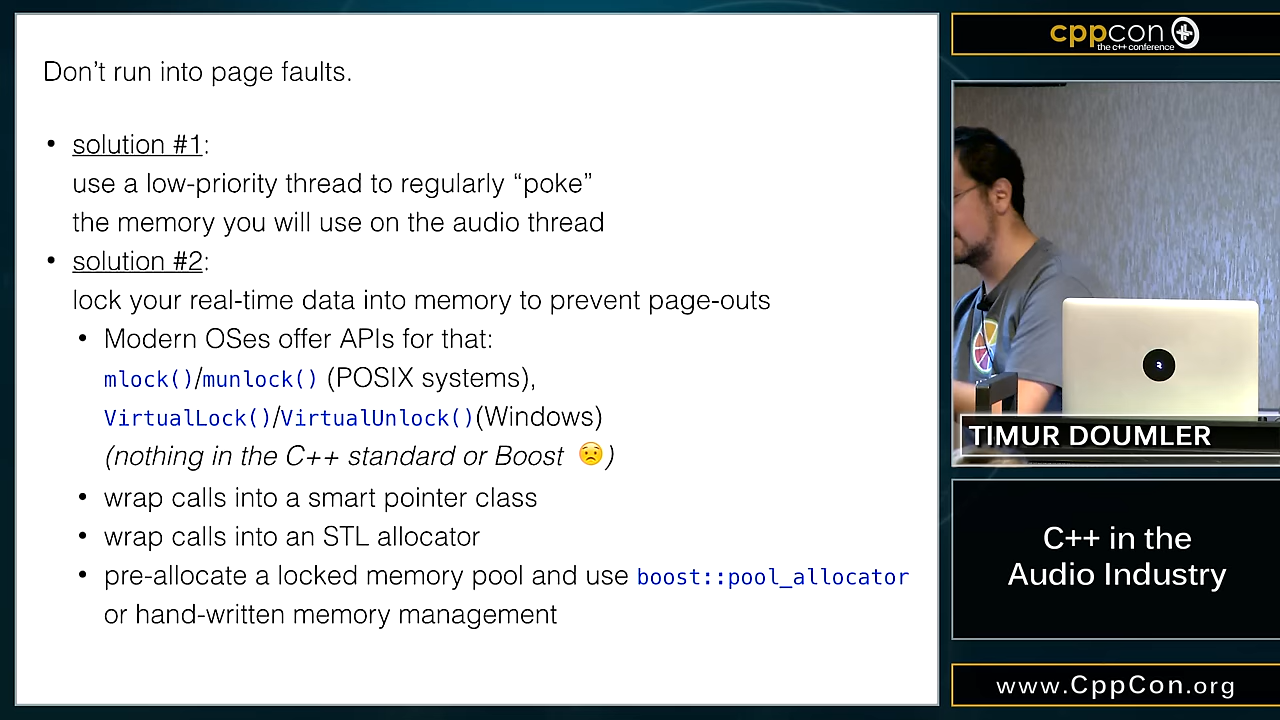 Don’t run into page faults.
• solution #1:
use a low-priority thread to regularly “poke”
the memory you will use on the audio thread
• solution #2:
lock your real-time data into memory to prevent page-outs
• Modern OSes offer APIs for that:
mlock()/munlock() (POSIX systems),
VirtualLock()/VirtualUnlock()(Windows)
(nothing in the C++ standard or Boost 😟)
• wrap calls into a smart pointer class
• wrap calls into an STL allocator
• pre-allocate a locked memory pool and use boost::pool_allocator
or hand-written memory management
cppcon
the c++ conference
TIMUR DOUMLER
C++ in the
Audio Industry
www.CppCon.org